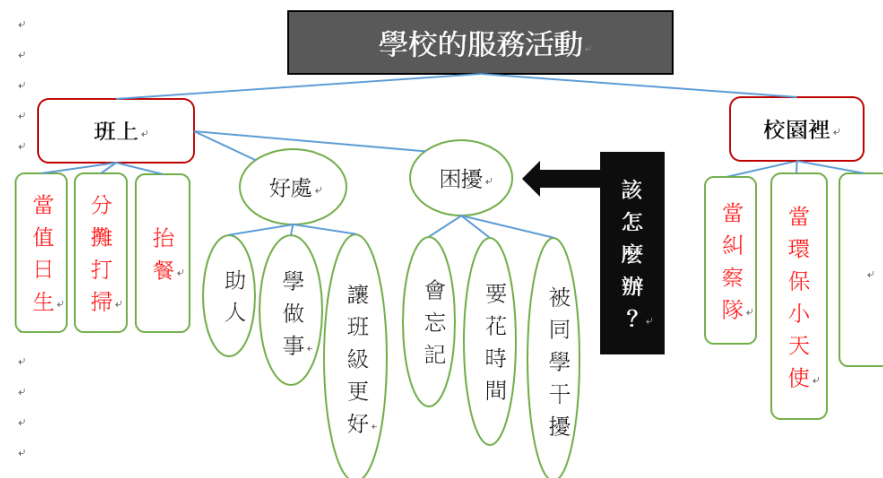 學校的服務活動
班上
校園裡
好處
困擾
該怎麼辦？
當值日生
分攤打掃
抬餐
助人
學做事
讓班級更好
會忘記
要花時間
被同學干擾
當糾察隊
當環保小天使